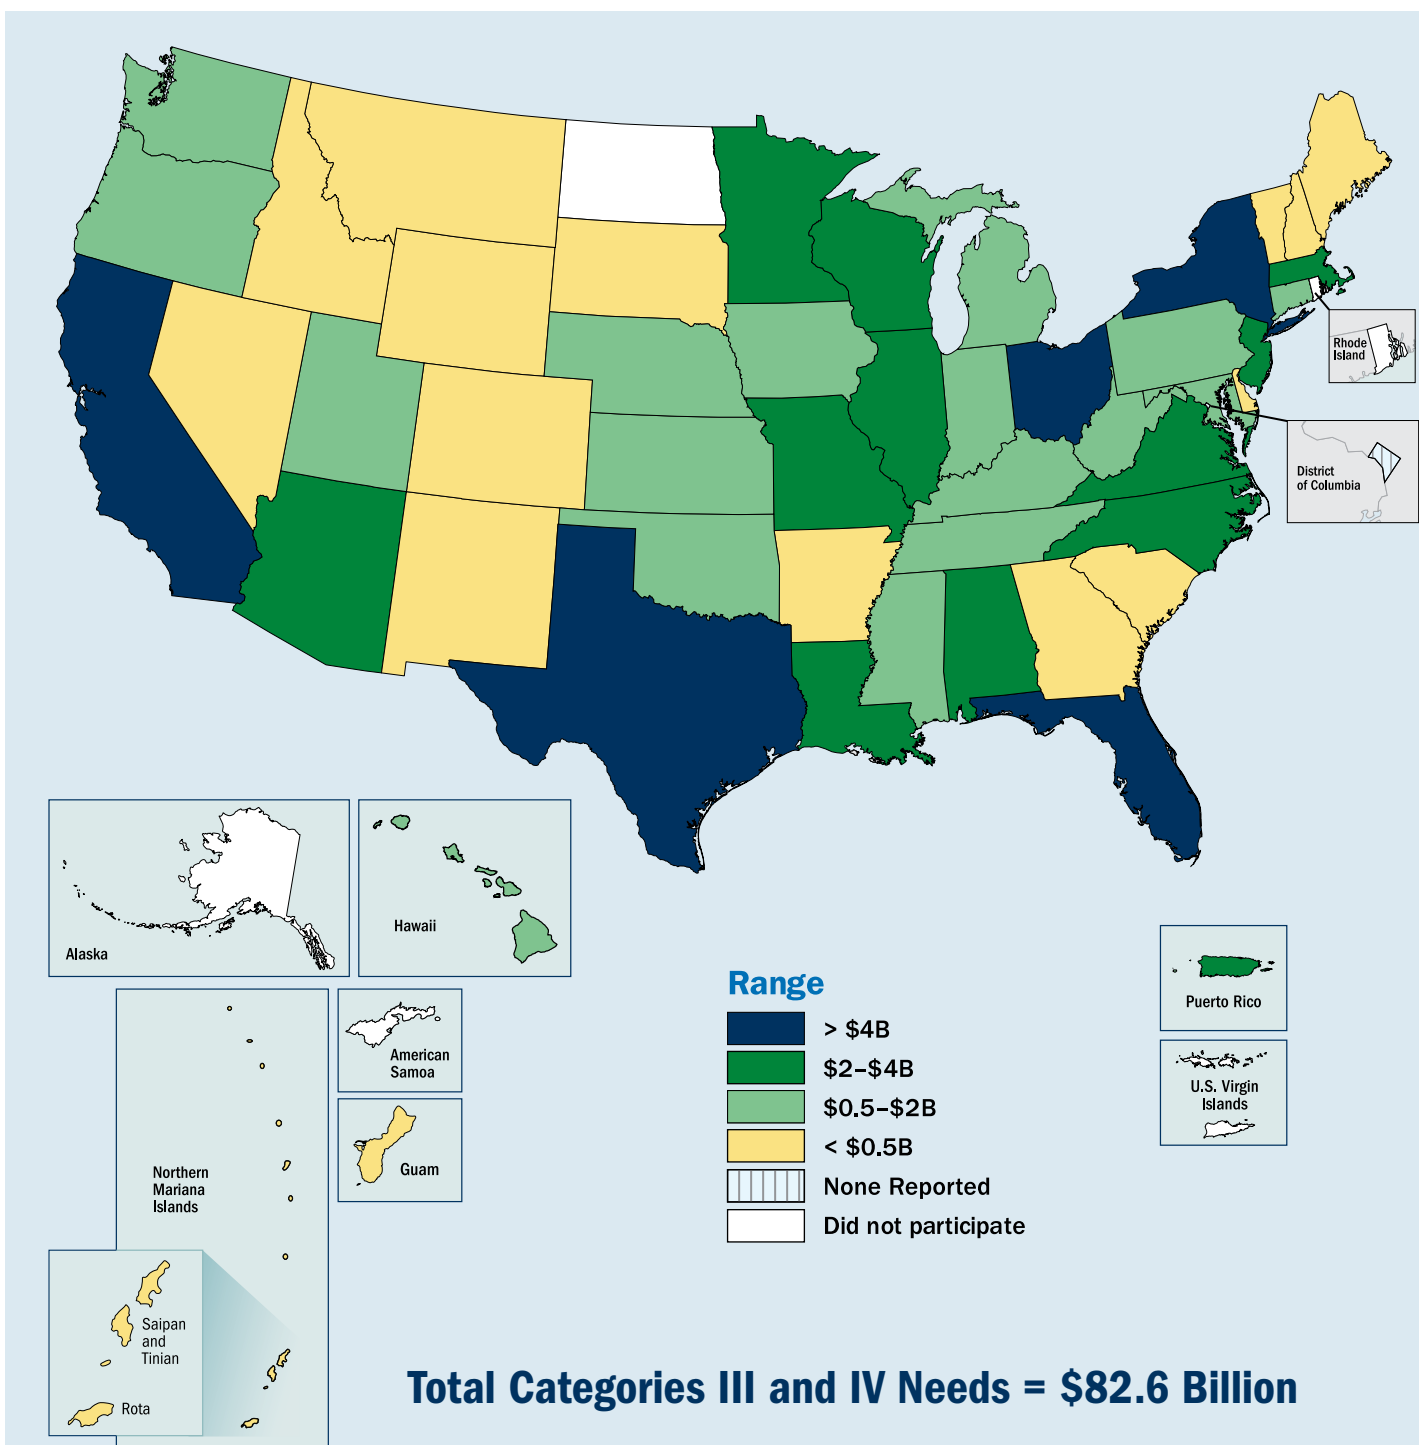 Rhode
Island
District
of Columbia
Alaska
Hawaii
American
Samoa
Guam
Northern
Mariana
Islands
Saipan
and
Tinian
Rota
Puerto Rico
U.S. Virgin
Islands
Range
> $4B
$2–$4B
$0.5–$2B
< $0.5B
None Reported
Did not participate
Total Categories III and IV Needs = $82.6 Billion